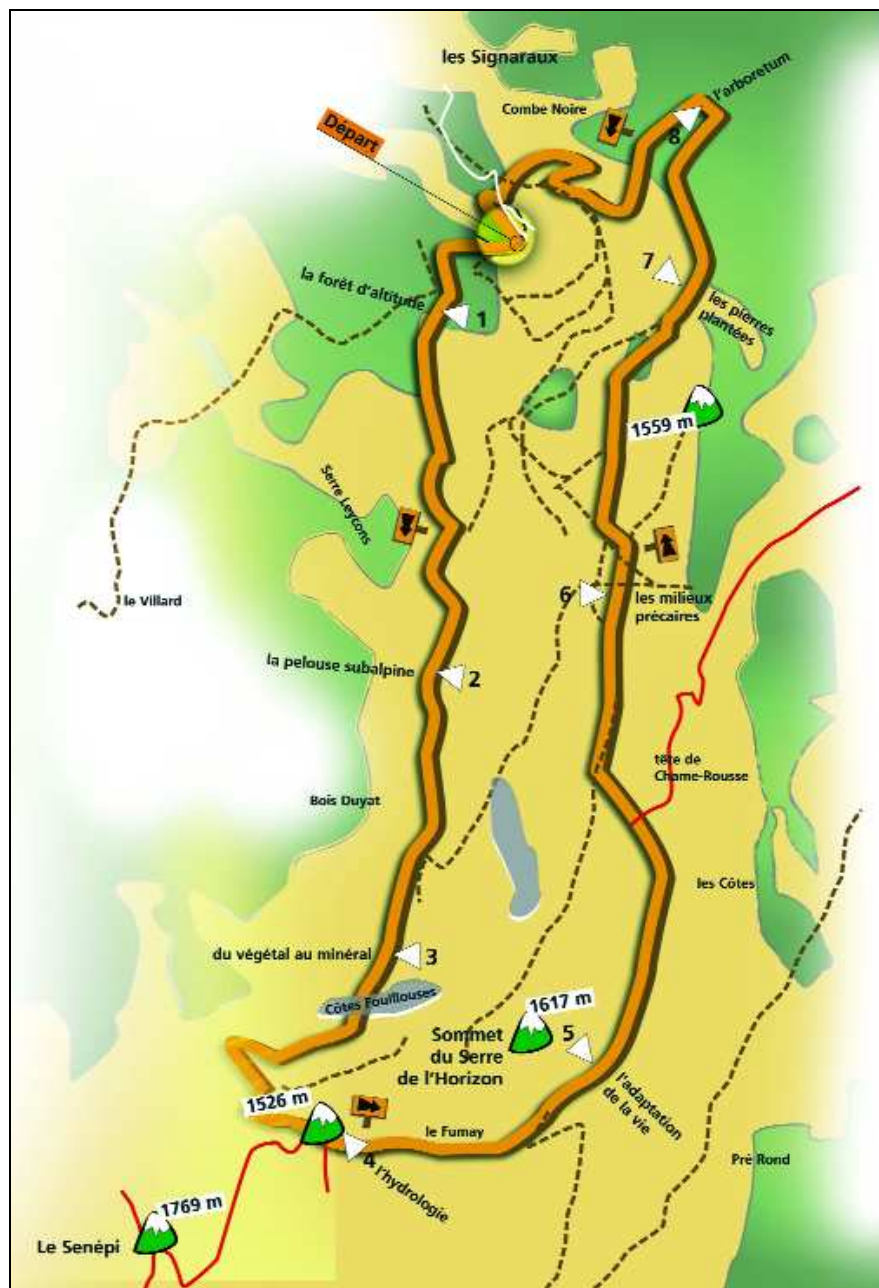 les Signaraux
l'arboretum
Combe Noire
Départ
8
7
la forêt d'altitude
1
les pierres
plantées
1559 m
Serre Leycons
6
le Villard
les milieux
précaires
la pelouse subalpine
2
tête de
Chame-Rousse
Bois Duyat
les Côtes
du végétal au minéral
3
Côtes Fouillouses
1617 m
Sommet
du Serre
de l'Horizon
5
l'adaptation
de la vie
1526 m
le Fumay
4
l'hydrologie
Pré Rond
1769 m
Le Senépi